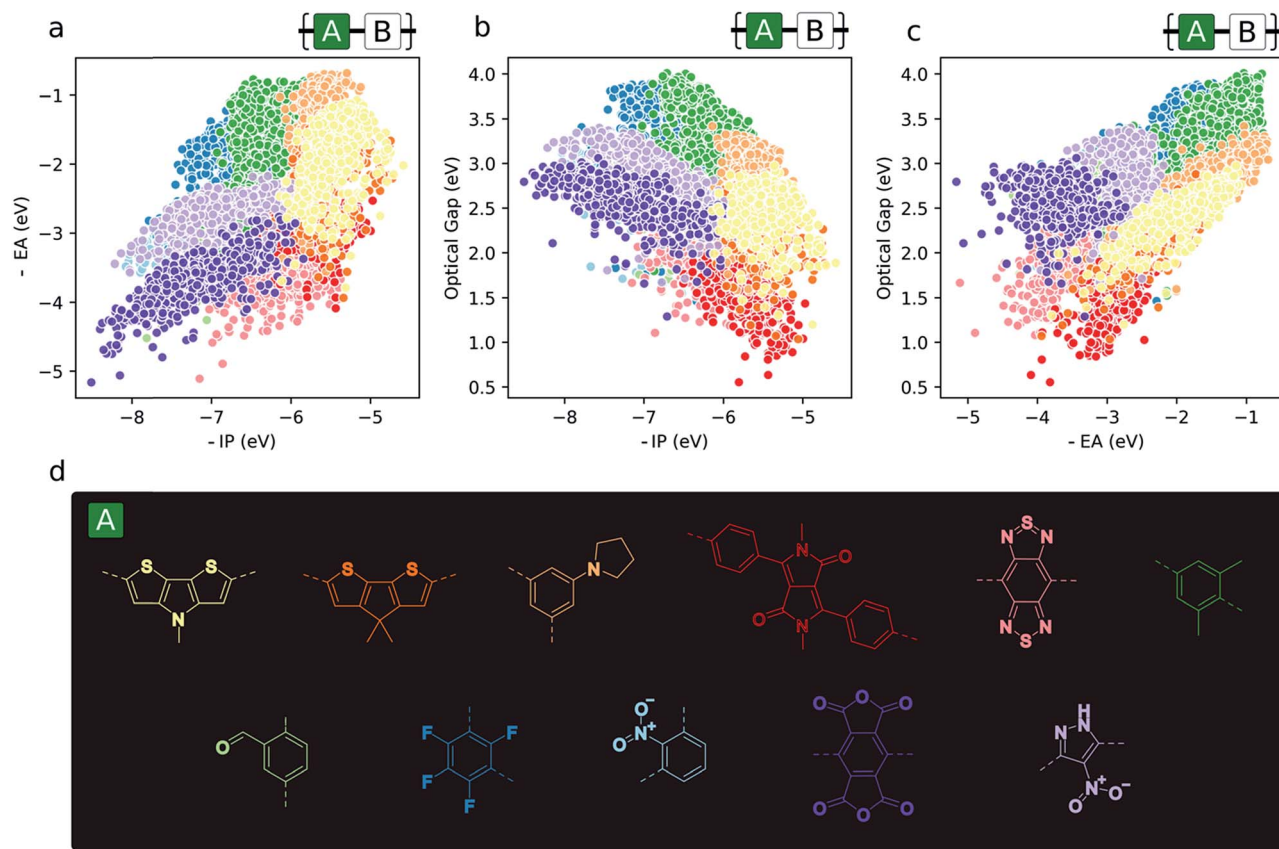 a
A B
b
A B
c
A B
−1
−2
−3
−4
−5
- EA (eV)
−8 −7 −6 −5
- IP (eV)
4.0
3.5
3.0
2.5
2.0
1.5
1.0
0.5
Optical Gap (eV)
−8 −7 −6 −5
- IP (eV)
4.0
3.5
3.0
2.5
2.0
1.5
1.0
0.5
Optical Gap (eV)
−5 −4 −3 −2 −1
- EA (eV)
d
A
S S
N
S S
N
N
O
O
N
S
N N
N N
S
O
F F
F
F
O−
N+
O
O O O
O O O
H
N
N
N+
O O−